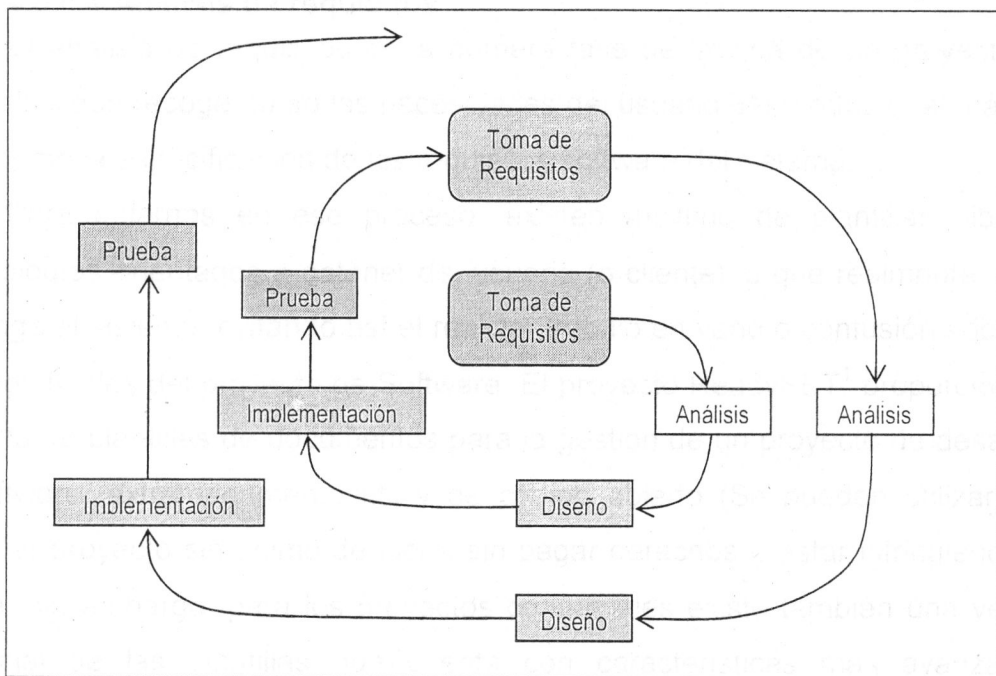 Toma de
Requisitos
Prueba
Prueba
Toma de
Requisitos
Implementación
Análisis
Análisis
Implementación
Diseño
Diseño